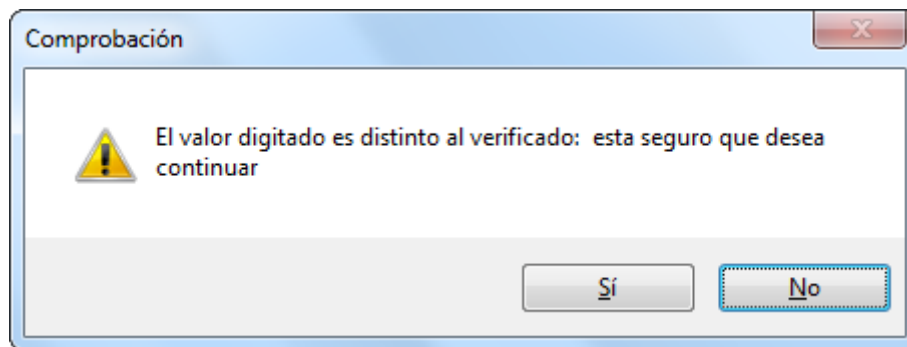 Comprobación
El valor digitado es distinto al verificado:  esta seguro que desea
continuar
Sí
No